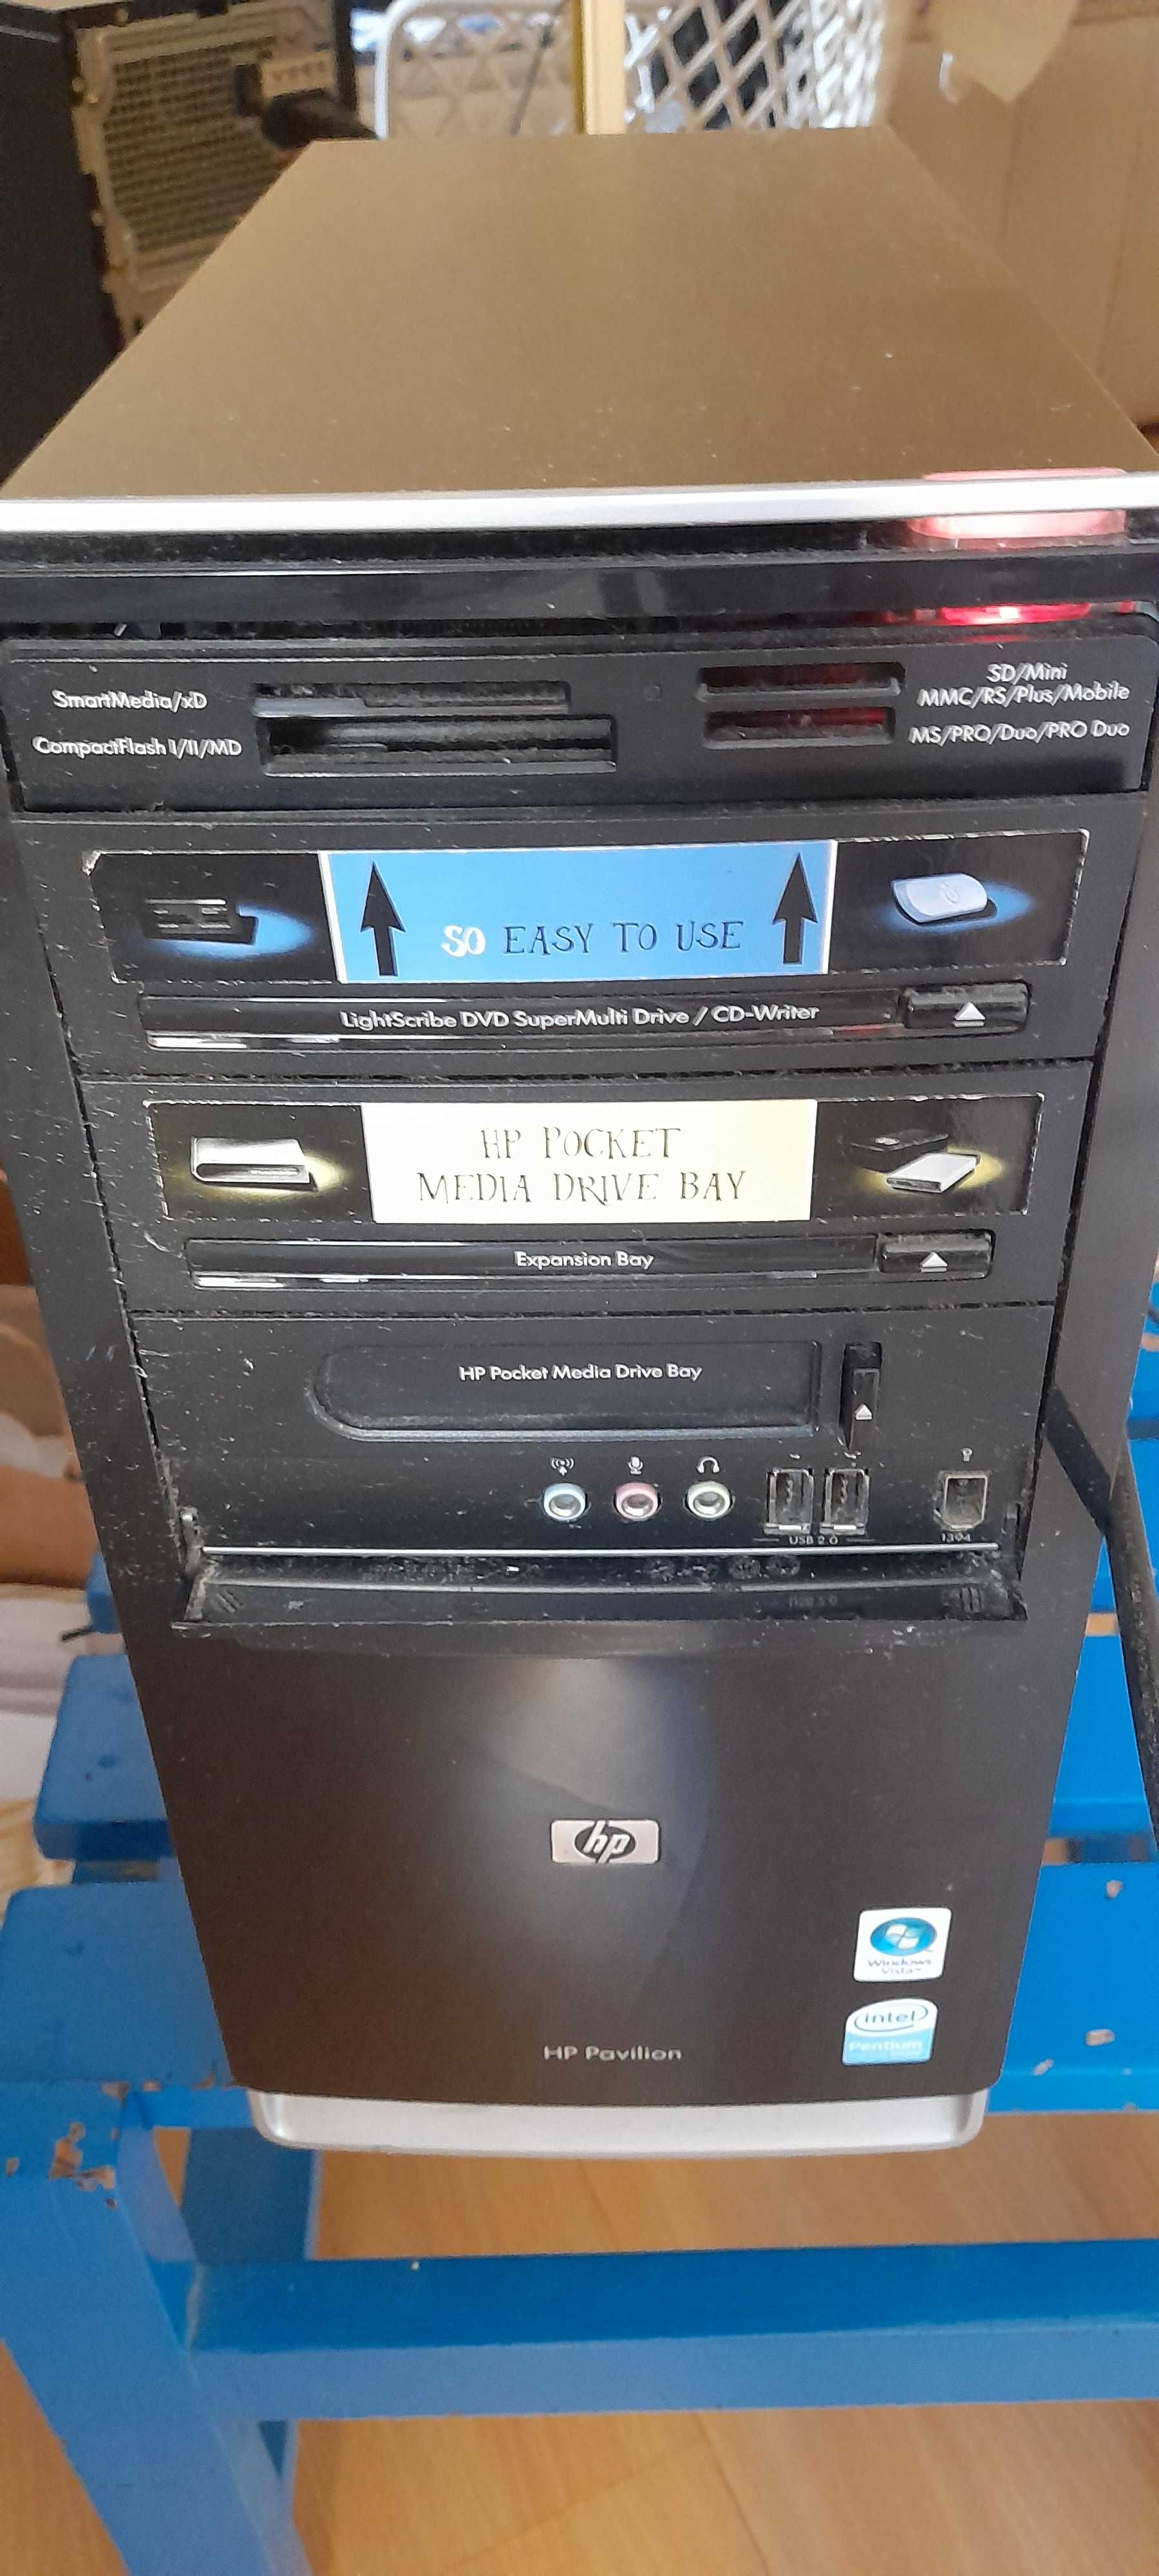 SD/Mini
SmartMedia/xD
MMC/RS/Plus/Mobile
CompactFlash I/II/MD
MS/PRO/Duo/PRO Duo
SO EASY TO USE
LightScribe DVD SuperMulti Drive / CD-Writer
HP POCKET
MEDIA DRIVE BAY
Expansion Bay
HP Pocket Media Drive Bay
USB 2.0
1394
hp
Windows
Vista™
intel
Pentium
HP Pavilion